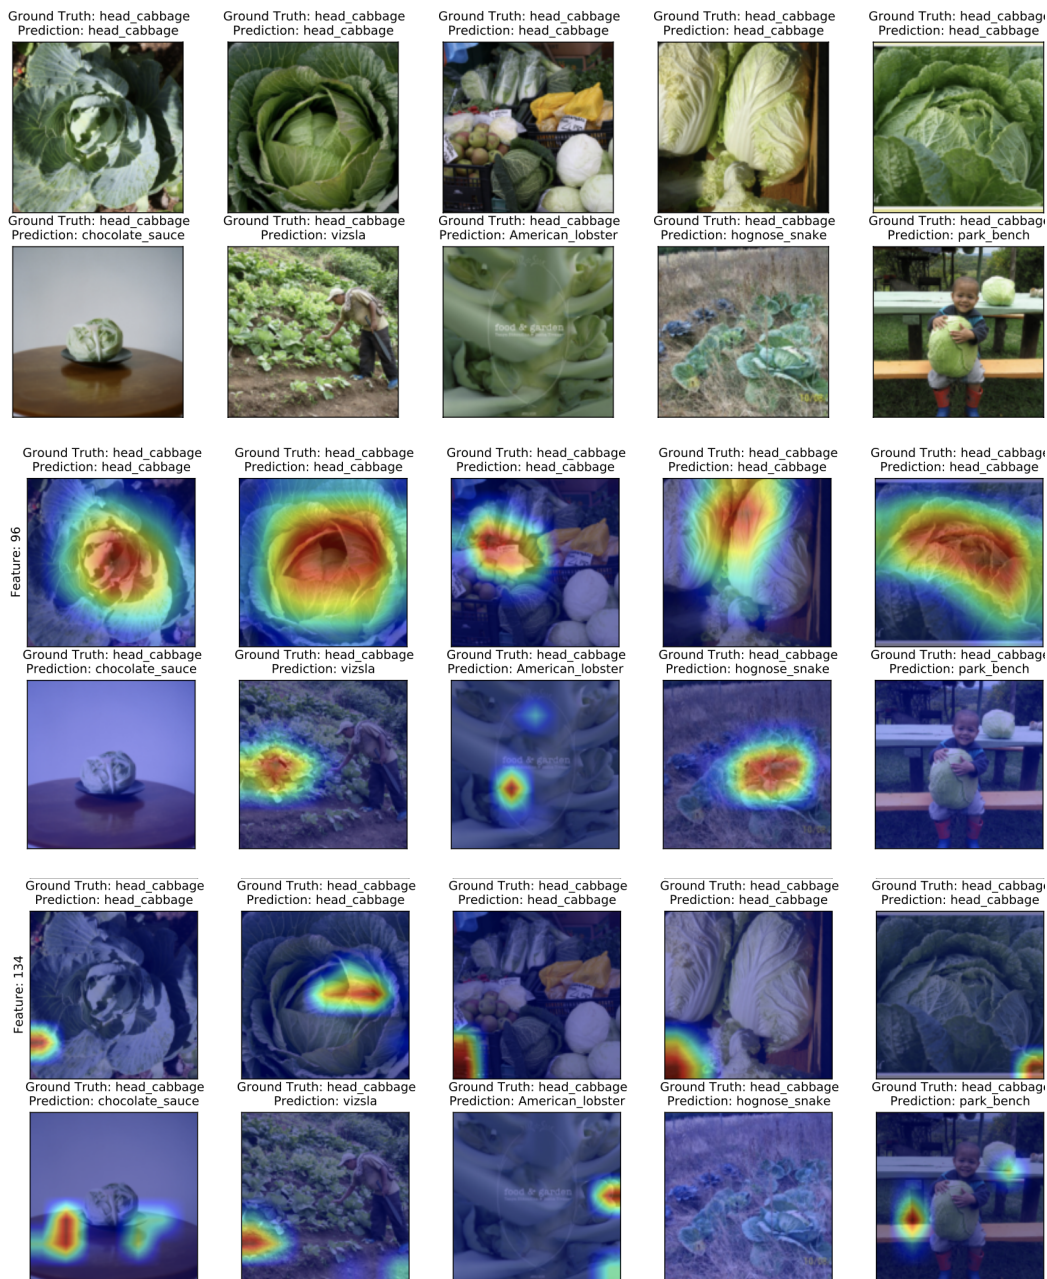 Ground Truth: head_cabbage Ground Truth: head_cabbage Ground Truth: head_cabbage Ground Truth: head_cabbage Ground Truth: head_cabbage
Prediction: head_cabbage Prediction: head_cabbage Prediction: head_cabbage Prediction: head_cabbage Prediction: head_cabbage
Ground Truth: head_cabbage Ground Truth: head_cabbage Ground Truth: head_cabbage Ground Truth: head_cabbage Ground Truth: head_cabbage
Prediction: chocolate_sauce Prediction: vizsla Prediction: American_lobster Prediction: hognose_snake Prediction: park_bench
food & garden
Ground Truth: head_cabbage Ground Truth: head_cabbage Ground Truth: head_cabbage Ground Truth: head_cabbage Ground Truth: head_cabbage
Prediction: head_cabbage Prediction: head_cabbage Prediction: head_cabbage Prediction: head_cabbage Prediction: head_cabbage
Feature: 96
Ground Truth: head_cabbage Ground Truth: head_cabbage Ground Truth: head_cabbage Ground Truth: head_cabbage Ground Truth: head_cabbage
Prediction: chocolate_sauce Prediction: vizsla Prediction: American_lobster Prediction: hognose_snake Prediction: park_bench
food & garden
Ground Truth: head_cabbage Ground Truth: head_cabbage Ground Truth: head_cabbage Ground Truth: head_cabbage Ground Truth: head_cabbage
Prediction: head_cabbage Prediction: head_cabbage Prediction: head_cabbage Prediction: head_cabbage Prediction: head_cabbage
Feature: 134
Ground Truth: head_cabbage Ground Truth: head_cabbage Ground Truth: head_cabbage Ground Truth: head_cabbage Ground Truth: head_cabbage
Prediction: chocolate_sauce Prediction: vizsla Prediction: American_lobster Prediction: hognose_snake Prediction: park_bench
food & garden